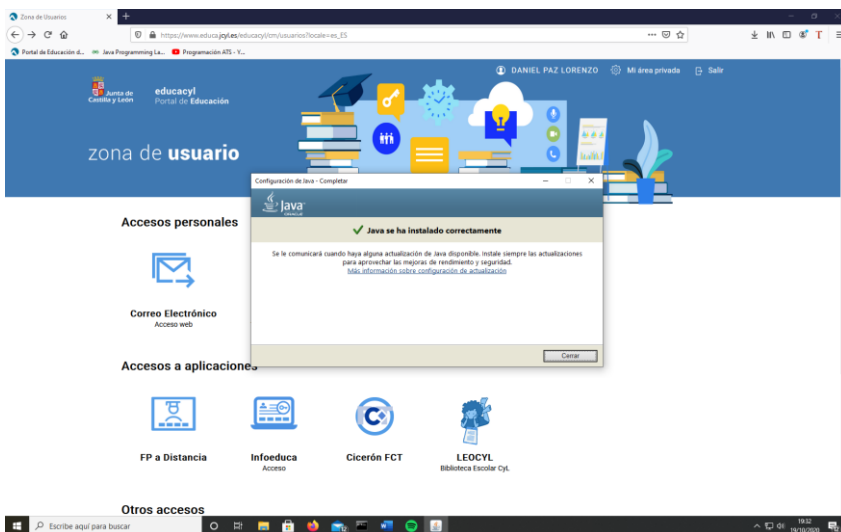 Zona de Usuarios
https://www.educa.jcyl.es/educacyl/cm/usuarios?locale=es_ES
Portal de Educación d...
Java Programming La...
Programación ATS - Y...
DANIEL PAZ LORENZO
Mi área privada
Salir
Junta de
Castilla y León
educacyl
Portal de Educación
zona de usuario
Configuración de Java - Completar
Java
ORACLE
Java se ha instalado correctamente
Se le comunicará cuando haya alguna actualización de Java disponible. Instale siempre las actualizaciones
para aprovechar las mejoras de rendimiento y seguridad.
Más información sobre configuración de actualización
Cerrar
Accesos personales
Correo Electrónico
Acceso web
Accesos a aplicaciones
FP a Distancia
Infoeduca
Acceso
Cicerón FCT
LEOCYL
Biblioteca Escolar CyL
Otros accesos
Escribe aquí para buscar
19:32
19/10/2020